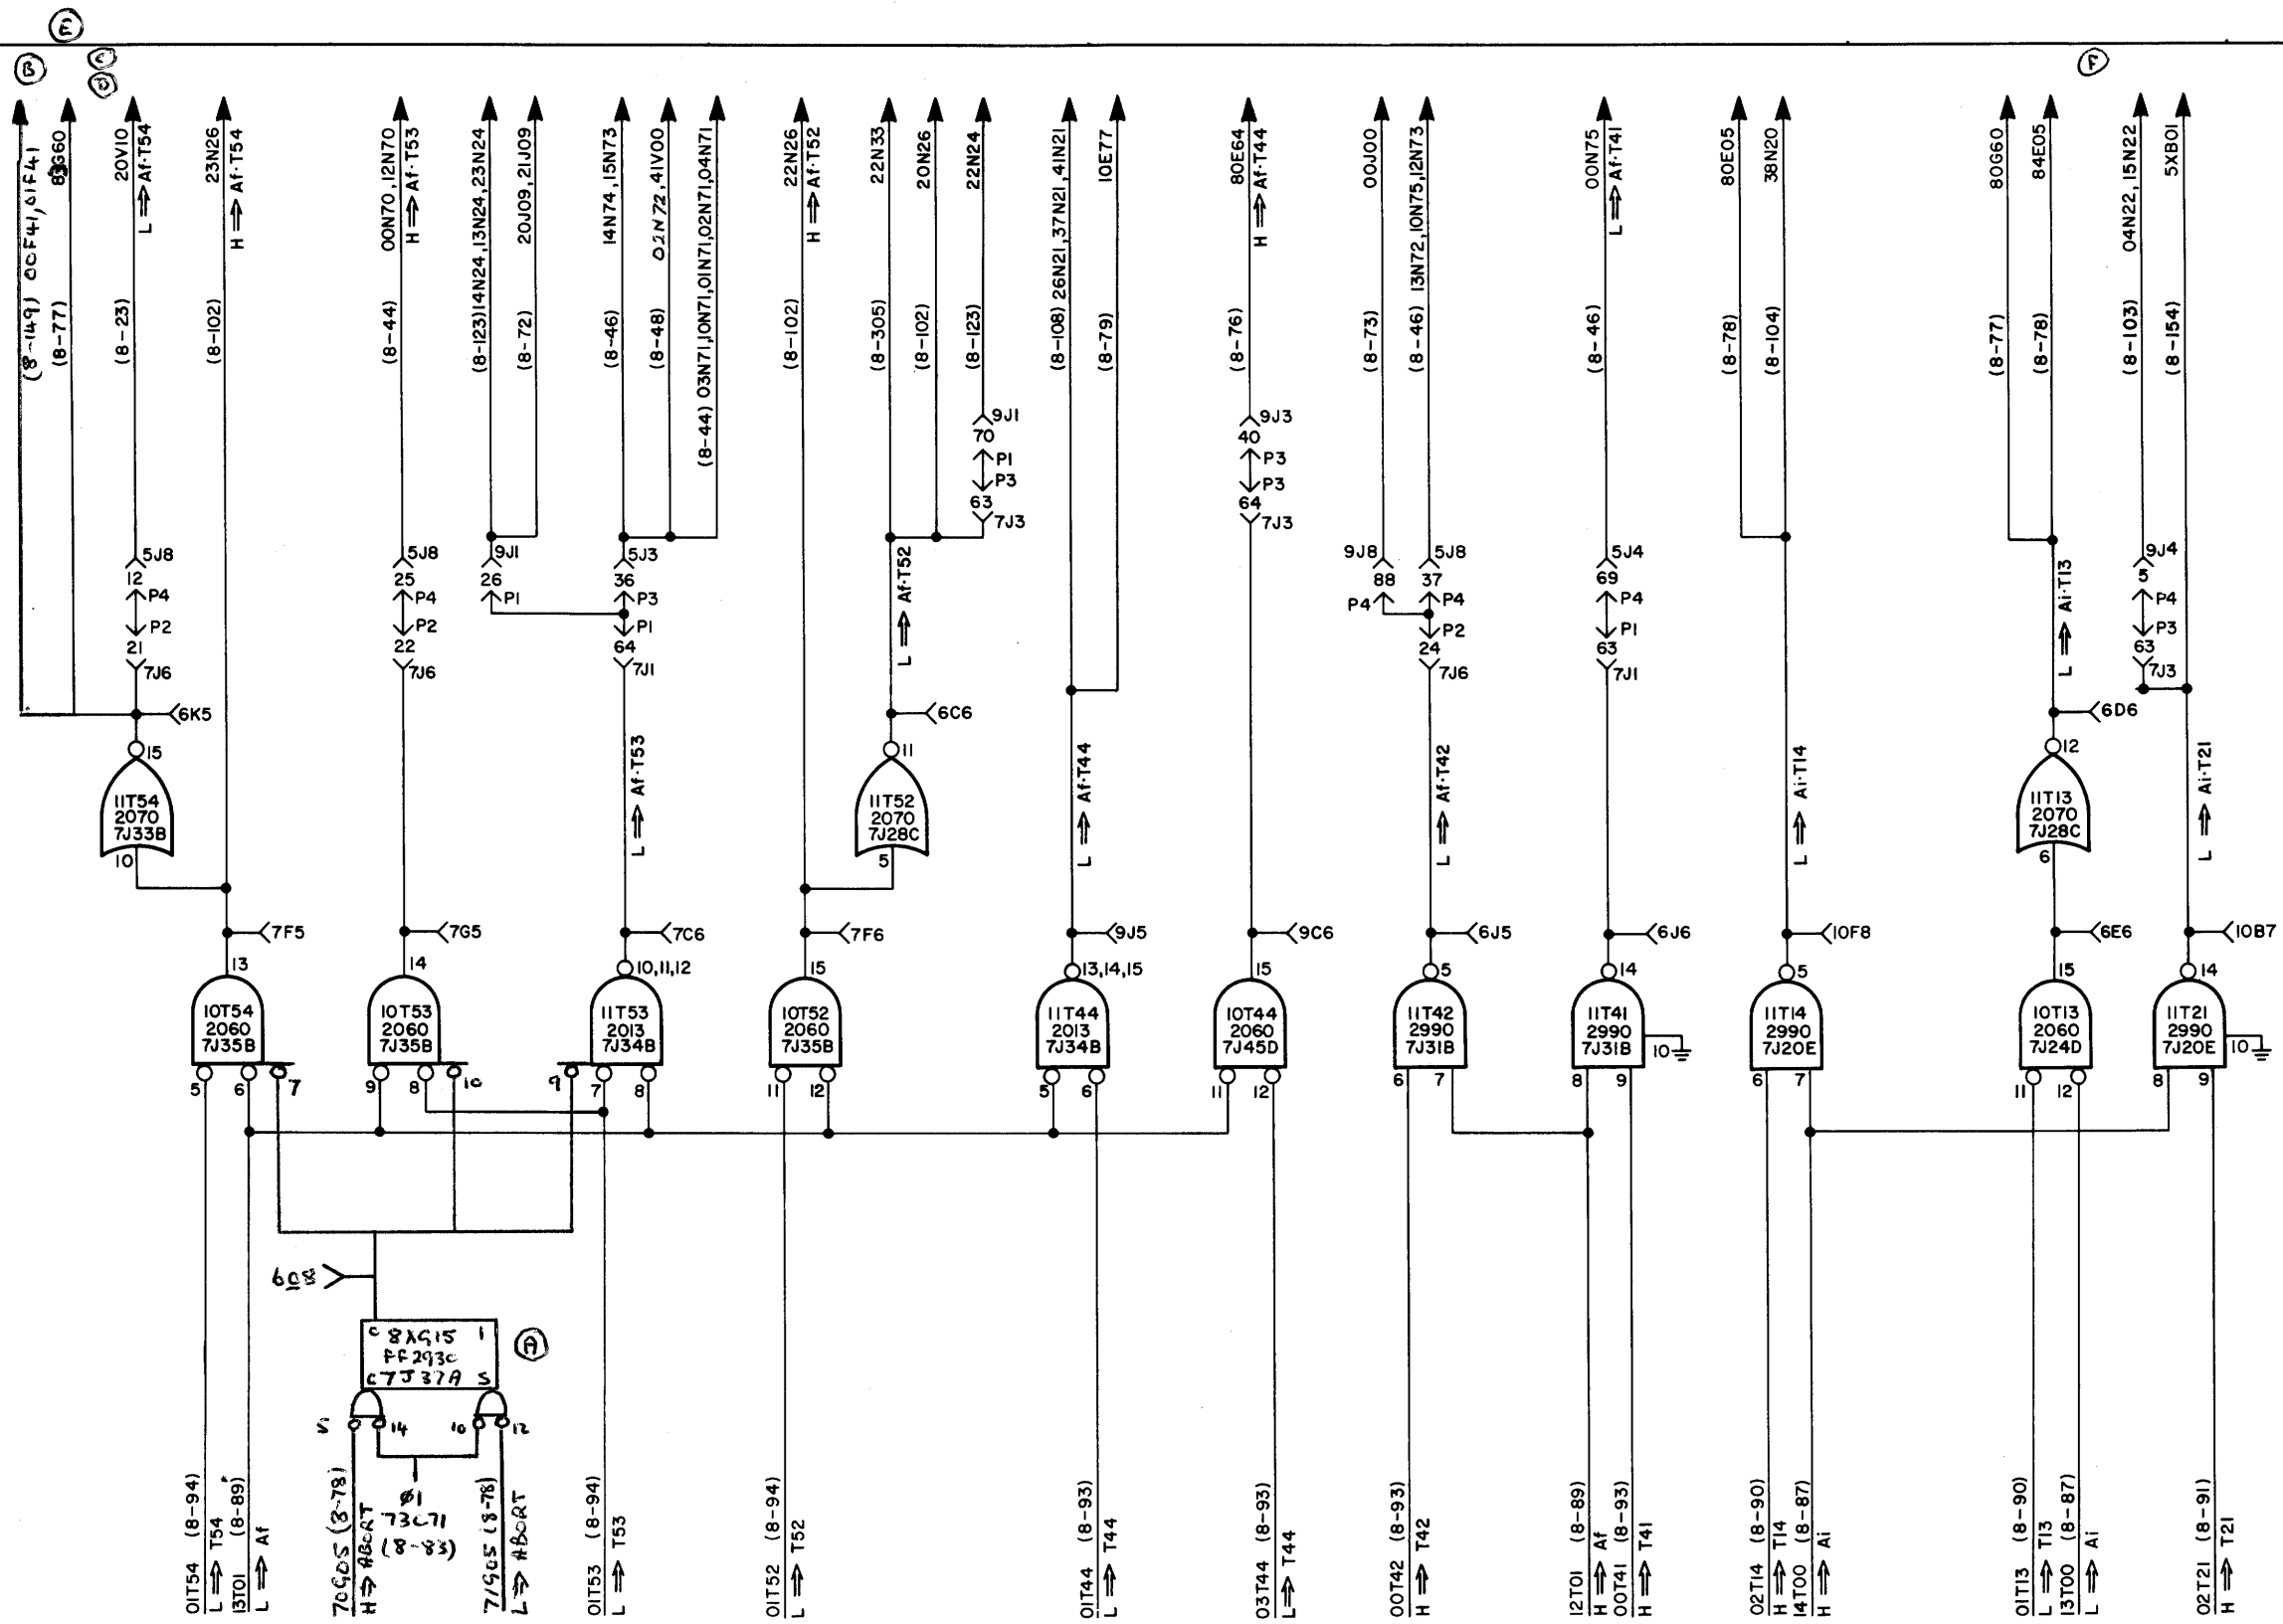 E
B
C
D
F
(8-149) 00F41, 01F41
(8-77) 83G60
(8-23) 20V10
L ⇒ Af·T54
(8-102) 23N26
H ⇒ Af·T54
(8-44) 00N70, 12N70
H ⇒ Af·T53
(8-123) 14N24, 13N24, 23N24
(8-72) 20J09, 21J09
(8-46) 14N74, 15N73
(8-48) 02N72, 41V00
(8-44) 03N71, 10N71, 01N71, 02N71, 04N71
(8-102) 22N26
H ⇒ Af·T52
(8-305) 22N33
(8-102) 20N26
(8-123) 22N24
(8-108) 26N21, 37N21, 41N21
(8-79) 10E77
(8-76) 80E64
H ⇒ Af·T44
(8-73) 00J00
(8-46) 13N72, 10N75, 12N73
(8-46) 00N75
L ⇒ Af·T41
(8-78) 80E05
(8-104) 38N20
(8-77) 80G60
(8-78) 84E05
(8-103) 04N22, 15N22
(8-154) 5XB01
9J1
70
P1
P3
63
7J3
9J3
40
P3
P3
64
7J3
5J8
12
P4
P2
21
7J6
5J8
25
P4
P2
22
7J6
9J1
26
P1
5J3
36
P3
P1
64
7J1
9J8
88
P4
5J8
37
P4
P2
24
7J6
5J4
69
P4
P1
63
7J1
9J4
5
P4
P3
63
7J3
L ⇒ Af·T52
L ⇒ Ai·T13
6K5
6C6
6D6
L ⇒ Af·T53
L ⇒ Af·T44
L ⇒ Af·T42
L ⇒ Ai·T14
L ⇒ Ai·T21
15
11T54
2070
7J33B
10
11
11T52
2070
7J28C
5
12
11T13
2070
7J28C
6
7F5
7G5
7C6
7F6
9J5
9C6
6J5
6J6
10F8
6E6
10B7
13
10T54
2060
7J35B
5 6 7
14
10T53
2060
7J35B
9 8 10
10,11,12
11T53
2013
7J34B
9 7 8
15
10T52
2060
7J35B
11 12
13,14,15
11T44
2013
7J34B
5 6
15
10T44
2060
7J45D
11 12
5
11T42
2990
7J31B
6 7
14
11T41
2990
7J31B
10
8 9
5
11T14
2990
7J20E
6 7
15
10T13
2060
7J24D
11 12
14
11T21
2990
7J20E
10
8 9
C 8XG15 1
FF293C
C 7J37A S
A
14 10 12
01T54 (8-94)
L ⇒ T54
13T01 (8-89)
L ⇒ Af
70G05 (8-78)
H ⇒ ABORT
Ø1
73C71
(8-83)
71G05 (8-78)
L ⇒ ABORT
01T53 (8-94)
L ⇒ T53
01T52 (8-94)
L ⇒ T52
01T44 (8-93)
L ⇒ T44
03T44 (8-93)
L ⇒ T44
00T42 (8-93)
H ⇒ T42
12T01 (8-89)
H ⇒ Af
00T41 (8-93)
H ⇒ T41
02T14 (8-90)
H ⇒ T14
14T00 (8-87)
H ⇒ Ai
01T13 (8-90)
L ⇒ T13
13T00 (8-87)
L ⇒ Ai
02T21 (8-91)
H ⇒ T21